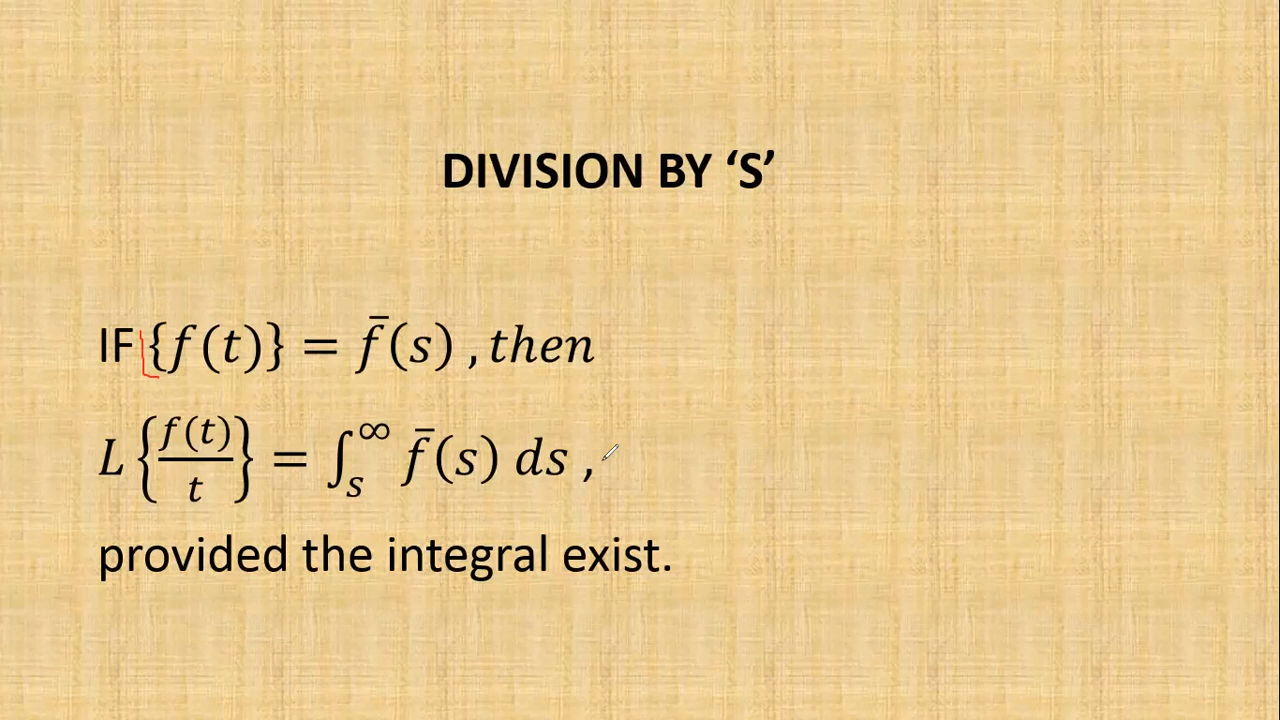 DIVISION BY ‘S’
IF L{f(t)} = f̄(s) , then
L{f(t)/t} = ∫ₛ^∞ f̄(s) ds ,
provided the integral exist.